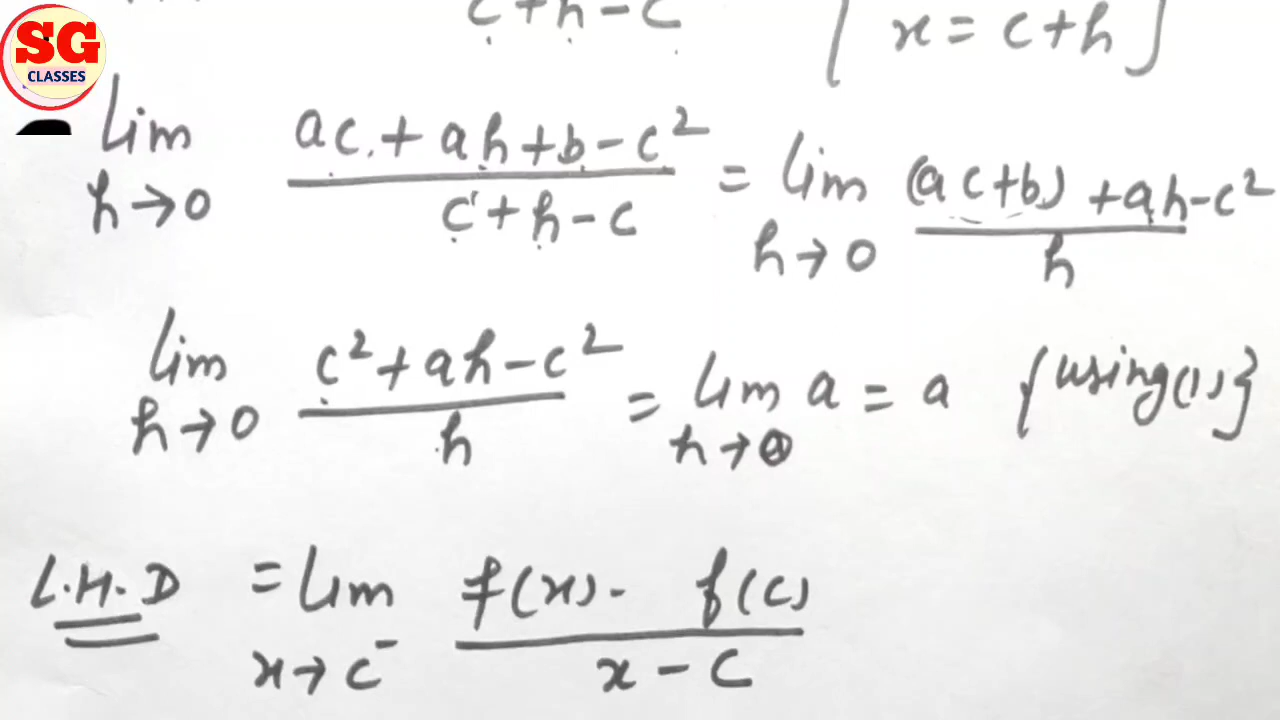 SG
CLASSES
c+h-c [x = c+h]
lim h→0 (ac + ah + b - c²)/(c+h-c) = lim h→0 ((ac+b) + ah - c²)/h
lim h→0 (c² + ah - c²)/h = lim h→0 a = a {using(1)}
L.H.D = lim x→c⁻ (f(x) - f(c))/(x - c)